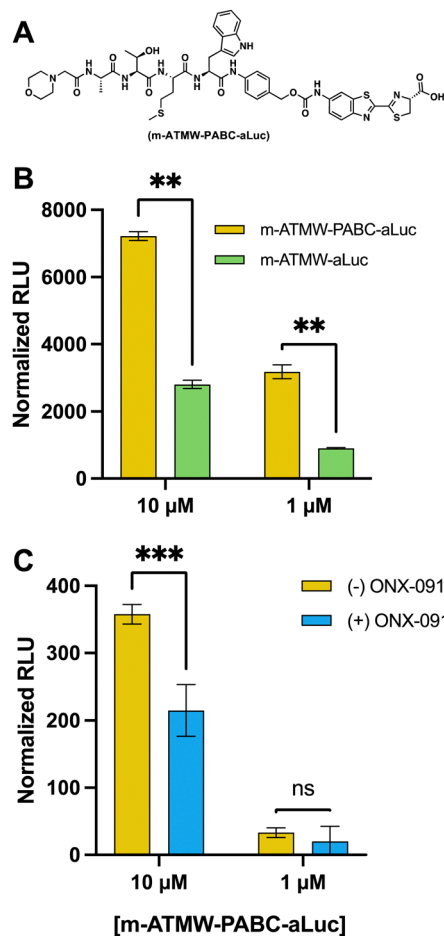 A
OH
NH
H
N
O
N
H
O
N
H
O
H
N
O
N
H
O
S
O
O
H
N
S
N
N
S
O
OH
(m-ATMW-PABC-aLuc)
B
**
8000
6000
4000
2000
0
Normalized RLU
m-ATMW-PABC-aLuc
m-ATMW-aLuc
**
10 µM
1 µM
C
***
400
300
200
100
0
Normalized RLU
(-) ONX-091
(+) ONX-091
ns
10 µM
1 µM
[m-ATMW-PABC-aLuc]